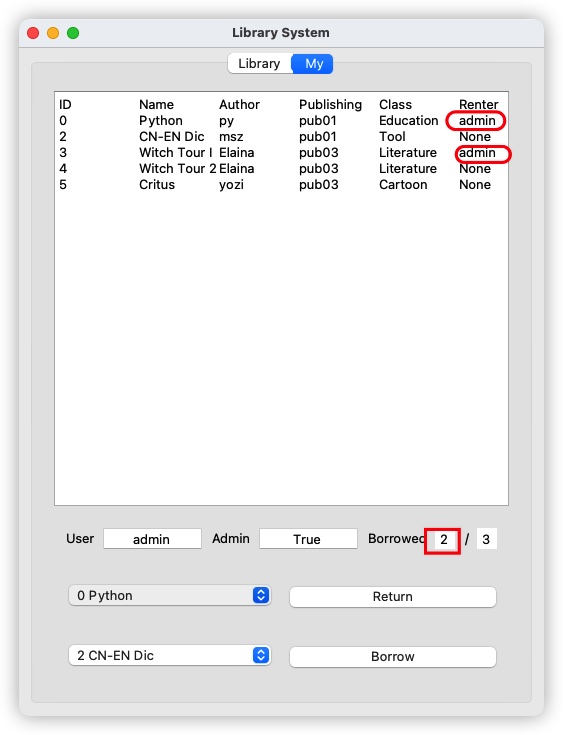 Library System
Library My
ID Name Author Publishing Class Renter
0 Python py pub01 Education admin
2 CN-EN Dic msz pub01 Tool None
3 Witch Tour I Elaina pub03 Literature admin
4 Witch Tour 2 Elaina pub03 Literature None
5 Critus yozi pub03 Cartoon None
User admin Admin True Borrowed 2 / 3
0 Python Return
2 CN-EN Dic Borrow